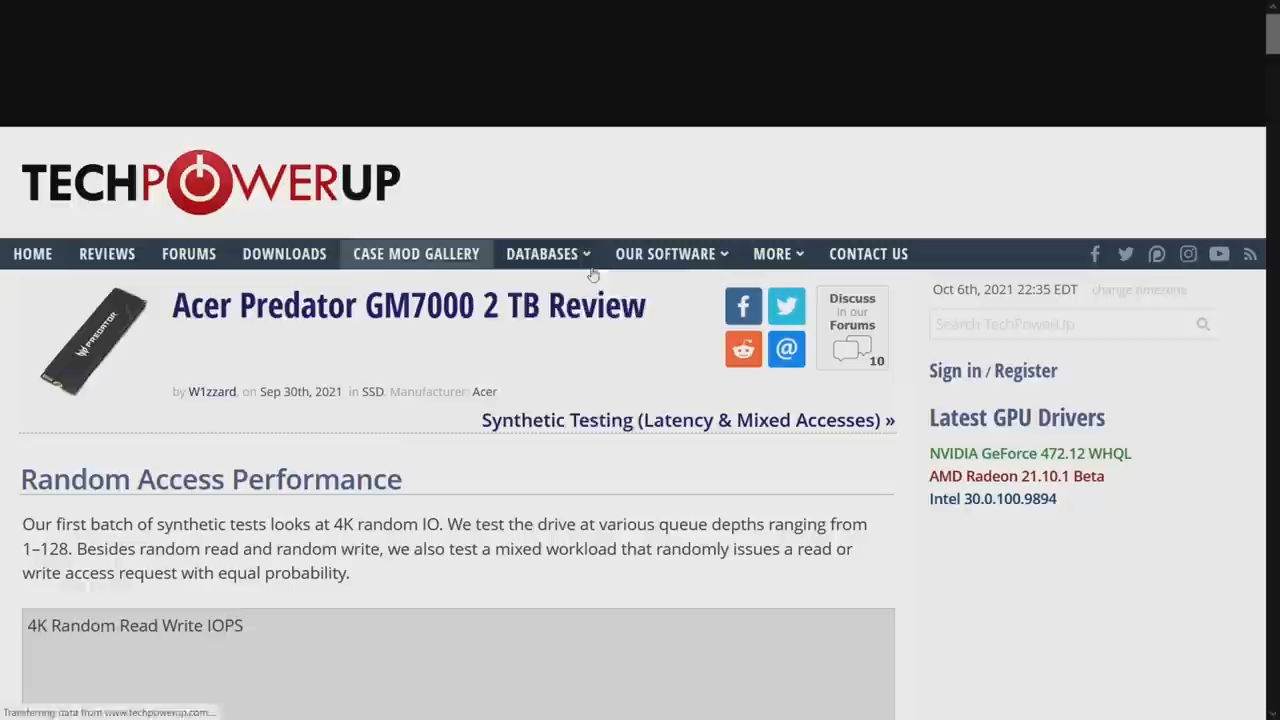 TECHPOWERUP
HOME REVIEWS FORUMS DOWNLOADS CASE MOD GALLERY DATABASES OUR SOFTWARE MORE CONTACT US
Acer Predator GM7000 2 TB Review
PREDATOR
by W1zzard, on Sep 30th, 2021 in SSD. Manufacturer: Acer
Discuss
in our
Forums
10
Synthetic Testing (Latency & Mixed Accesses) »
Random Access Performance
Our first batch of synthetic tests looks at 4K random IO. We test the drive at various queue depths ranging from
1–128. Besides random read and random write, we also test a mixed workload that randomly issues a read or
write access request with equal probability.
4K Random Read Write IOPS
Oct 6th, 2021 22:35 EDT change timezone
Search TechPowerUp
Sign in / Register
Latest GPU Drivers
NVIDIA GeForce 472.12 WHQL
AMD Radeon 21.10.1 Beta
Intel 30.0.100.9894
Transferring data from www.techpowerup.com...